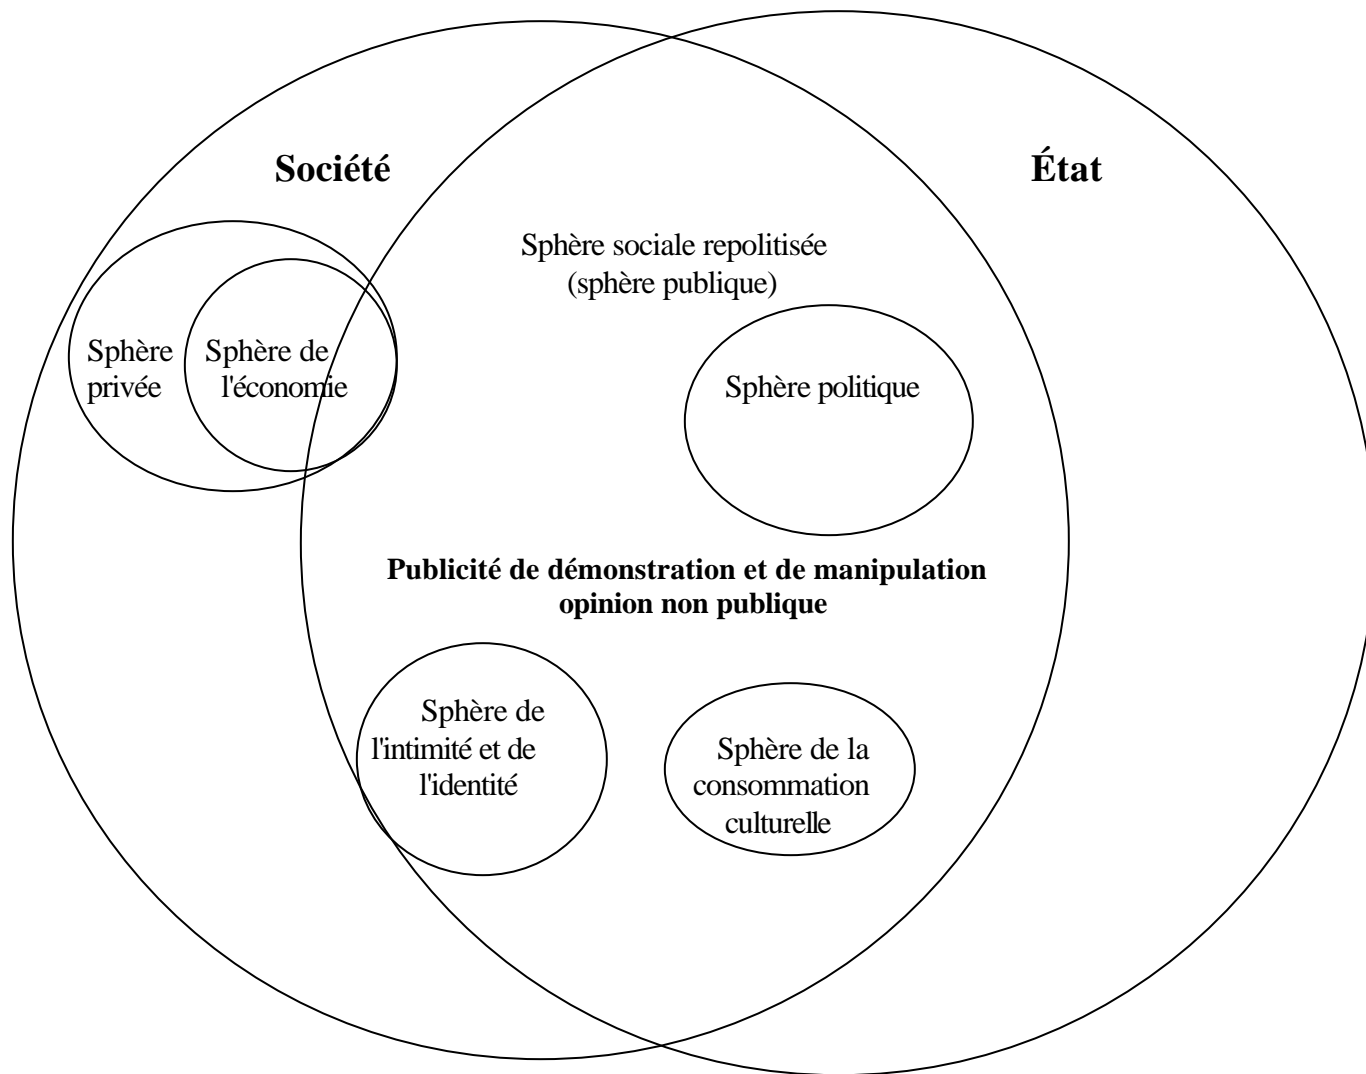 Société
État
Sphère sociale repolitisée
(sphère publique)
Sphère
privée
Sphère de
l'économie
Sphère politique
Publicité de démonstration et de manipulation
opinion non publique
Sphère de
l'intimité et de
l'identité
Sphère de la
consommation
culturelle